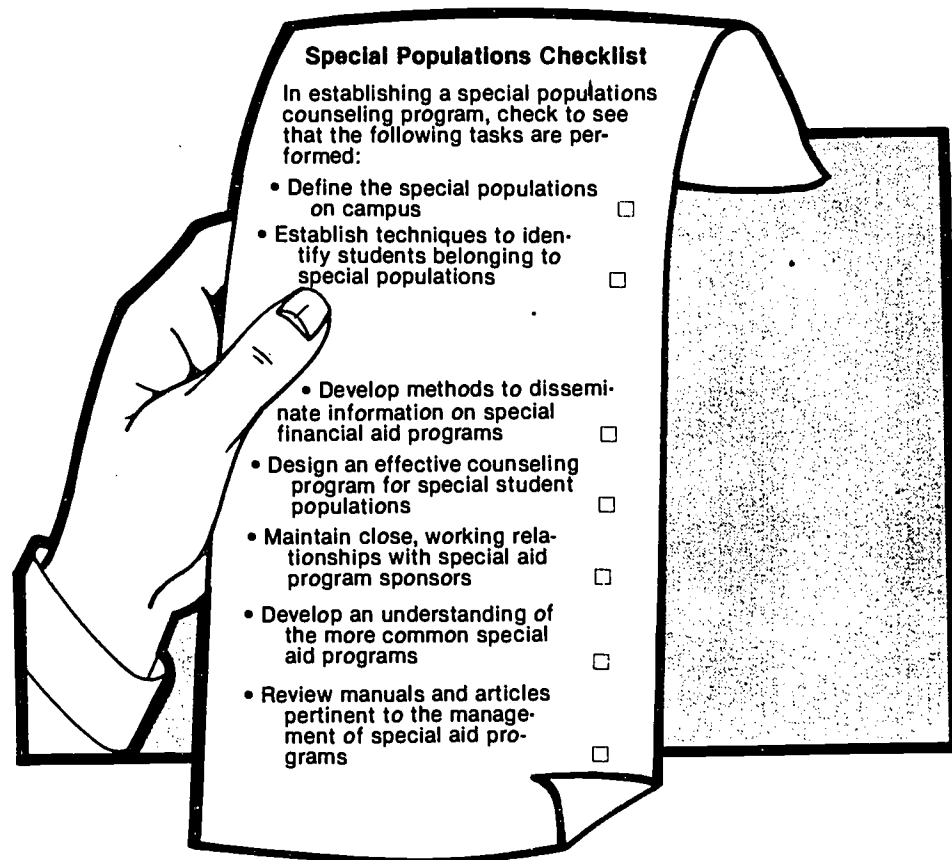 Special Populations Checklist
In establishing a special populations
counseling program, check to see
that the following tasks are per-
formed:
• Define the special populations
on campus □
• Establish techniques to iden-
tify students belonging to
special populations □
• Develop methods to dissemi-
nate information on special
financial aid programs □
• Design an effective counseling
program for special student
populations □
• Maintain close, working rela-
tionships with special aid
program sponsors □
• Develop an understanding of
the more common special
aid programs □
• Review manuals and articles
pertinent to the manage-
ment of special aid pro-
grams □